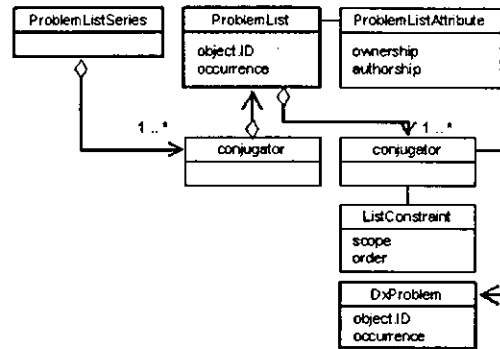 ProblemListSeries
ProblemList
object.ID
occurrence
ProblemListAttribute
ownership
authorship
1 ..*
conjugator
1 ..*
conjugator
ListConstraint
scope
order
DxProblem
object.ID
occurrence